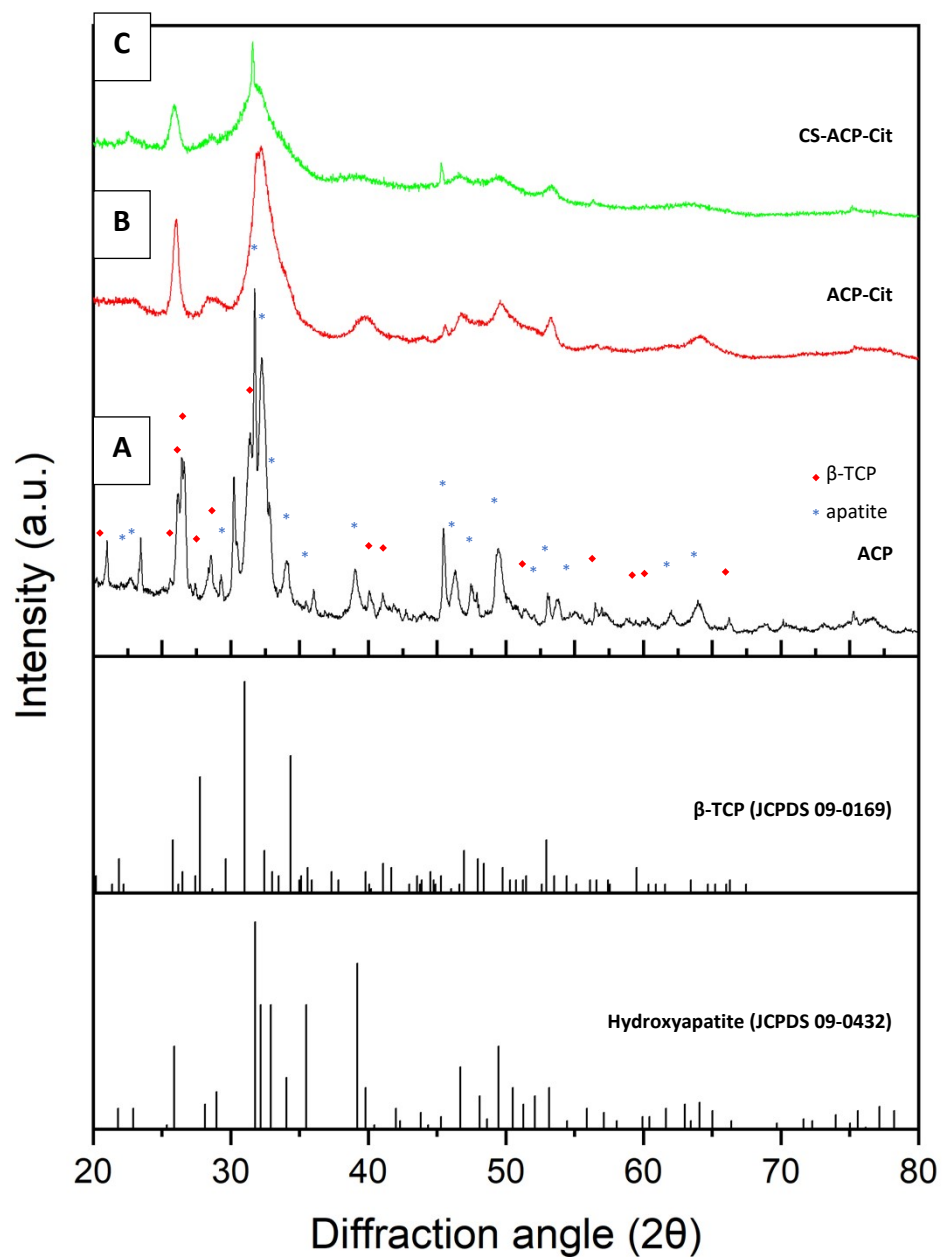 C
CS-ACP-Cit
B
ACP-Cit
A
β-TCP
apatite
ACP
Intensity (a.u.)
β-TCP (JCPDS 09-0169)
Hydroxyapatite (JCPDS 09-0432)
20 30 40 50 60 70 80
Diffraction angle (2θ)